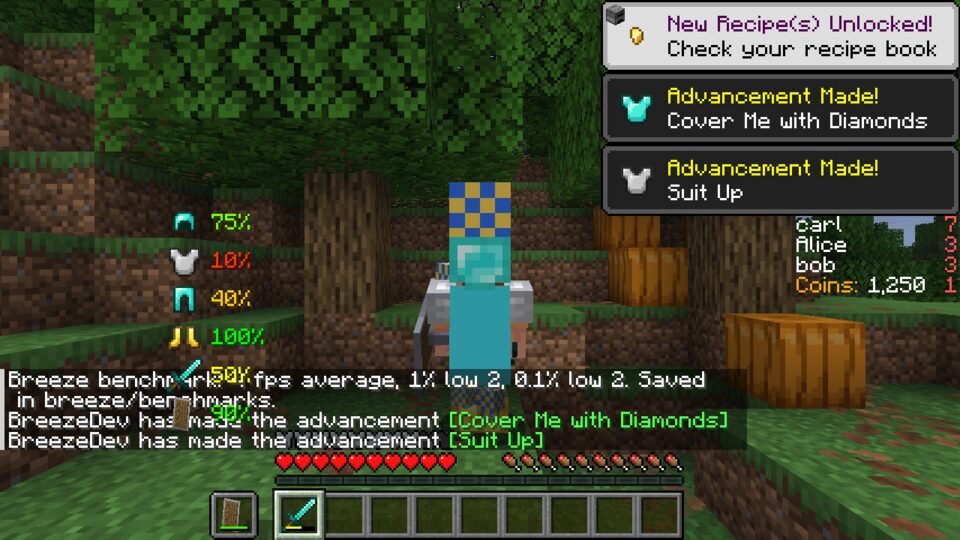 New Recipe(s) Unlocked!
Check your recipe book
Advancement Made!
Cover Me with Diamonds
Advancement Made!
Suit Up
carl 7
Alice 3
bob 3
Coins: 1,250 1
75%
10%
40%
100%
50%
90%
Breeze benchmark: fps average, 1% low 2, 0.1% low 2. Saved
in breeze/benchmarks.
BreezeDev has made the advancement [Cover Me with Diamonds]
BreezeDev has made the advancement [Suit Up]